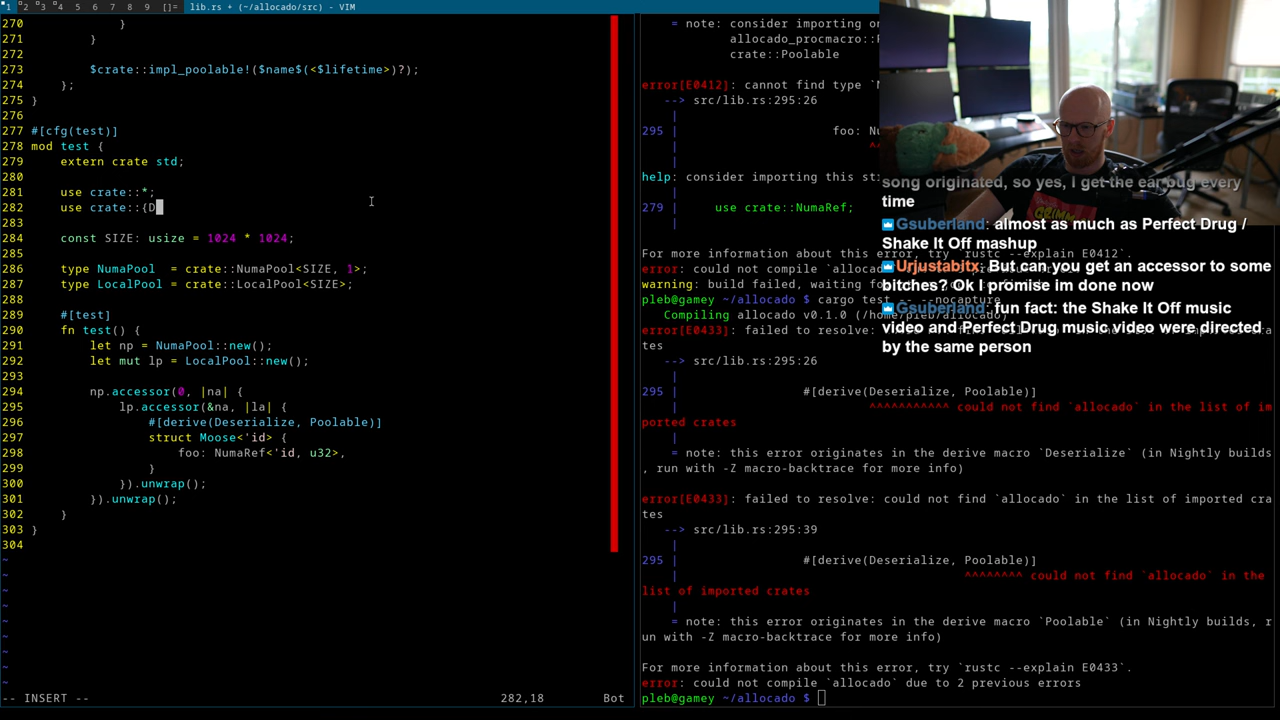 1 2 3 4 5 6 7 8 9 []= lib.rs + (~/allocado/src) - VIM
270 }
271 }
272
273 $crate::impl_poolable!($name$(<$lifetime>)?);
274 };
275 }
276
277 #[cfg(test)]
278 mod test {
279 extern crate std;
280
281 use crate::*;
282 use crate::{D
283
284 const SIZE: usize = 1024 * 1024;
285
286 type NumaPool = crate::NumaPool<SIZE, 1>;
287 type LocalPool = crate::LocalPool<SIZE>;
288
289 #[test]
290 fn test() {
291 let np = NumaPool::new();
292 let mut lp = LocalPool::new();
293
294 np.accessor(0, |na| {
295 lp.accessor(&na, |la| {
296 #[derive(Deserialize, Poolable)]
297 struct Moose<'id> {
298 foo: NumaRef<'id, u32>,
299 }
300 }).unwrap();
301 }).unwrap();
302 }
303 }
304
~
~
~
~
~
~
~
~
~
-- INSERT -- 282,18 Bot
= note: consider importing
allocado_procmacro::
crate::Poolable
error[E0412]: cannot find type
--> src/lib.rs:295:26
|
295 | foo:
|
|
help: consider importing this
|
279 | use crate::NumaRef;
|
For more information about this error, try `rustc --explain E0412`.
error: could not compile
warning: build failed, waiting
pleb@gamey ~/allocado $ cargo test -- --nocapture
Compiling allocado v0.1.0
error[E0433]: failed to resolve:
tes
--> src/lib.rs:295:26
|
295 | #[derive(Deserialize, Poolable)]
| ^^^^^^^^^^^ could not find `allocado` in the list of im
ported crates
|
= note: this error originates in the derive macro `Deserialize` (in Nightly builds
, run with -Z macro-backtrace for more info)
error[E0433]: failed to resolve: could not find `allocado` in the list of imported cra
tes
--> src/lib.rs:295:39
|
295 | #[derive(Deserialize, Poolable)]
| ^^^^^^^^ could not find `allocado` in the
list of imported crates
|
= note: this error originates in the derive macro `Poolable` (in Nightly builds, r
un with -Z macro-backtrace for more info)
For more information about this error, try `rustc --explain E0433`.
error: could not compile `allocado` due to 2 previous errors
pleb@gamey ~/allocado $
song originated, so yes, I get the ear bug every
time
Gsuberland: almost as much as Perfect Drug /
Shake It Off mashup
Urjustabitx: But can you get an accessor to some
bitches? Ok I promise im done now
Gsuberland: fun fact: the Shake It Off music
video and Perfect Drug music video were directed
by the same person